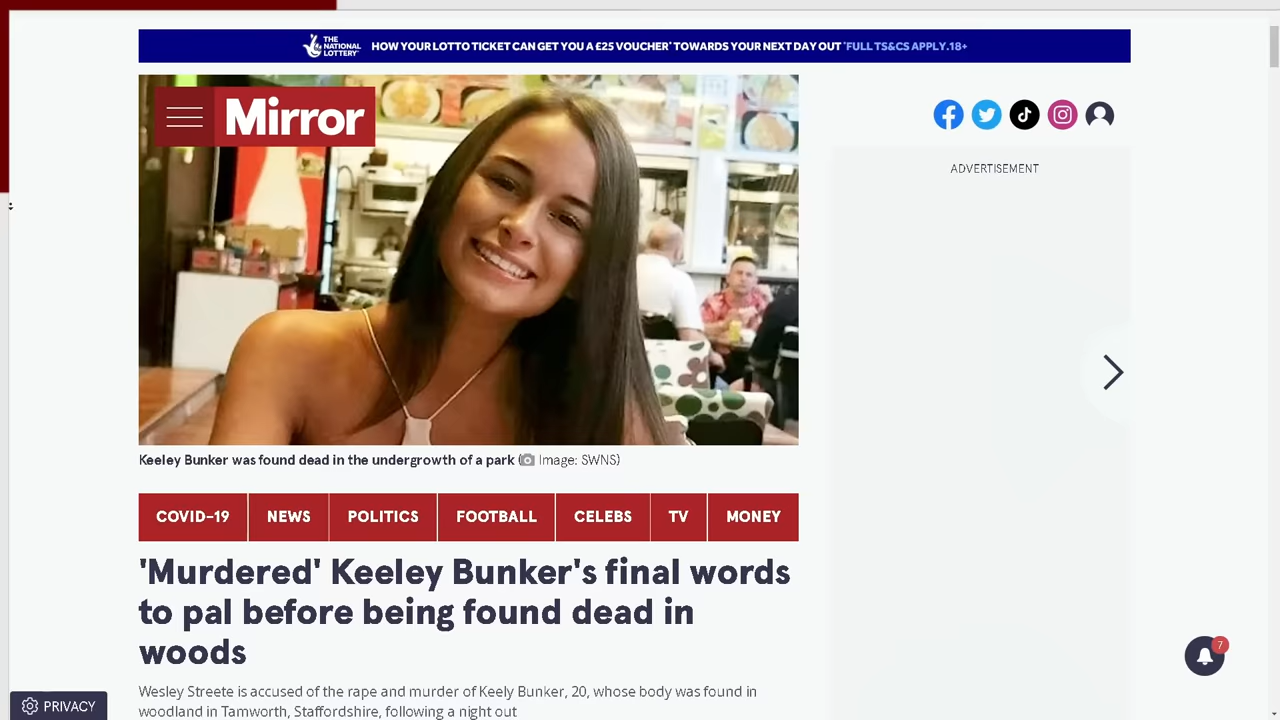 THE
NATIONAL
LOTTERY®
HOW YOUR LOTTO TICKET CAN GET YOU A £25 VOUCHER* TOWARDS YOUR NEXT DAY OUT *FULL TS&CS APPLY.18+
Mirror
ADVERTISEMENT
Keeley Bunker was found dead in the undergrowth of a park (Image: SWNS)
COVID-19 NEWS POLITICS FOOTBALL CELEBS TV MONEY
'Murdered' Keeley Bunker's final words
to pal before being found dead in
woods
Wesley Streete is accused of the rape and murder of Keely Bunker, 20, whose body was found in
woodland in Tamworth, Staffordshire, following a night out
7
PRIVACY